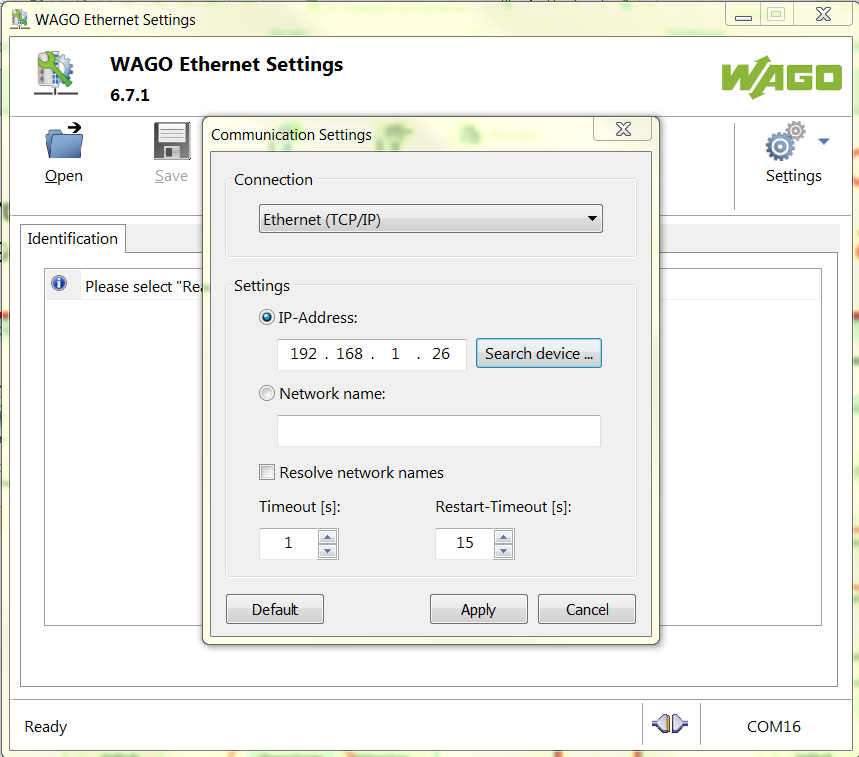 WAGO Ethernet Settings
WAGO Ethernet Settings
6.7.1
WAGO
Open
Save
Settings
Communication Settings
Connection
Ethernet (TCP/IP)
Identification
Please select "Rea
Settings
IP-Address:
192 . 168 . 1 . 26
Search device ...
Network name:
Resolve network names
Timeout [s]:
Restart-Timeout [s]:
1
15
Default
Apply
Cancel
Ready
COM16